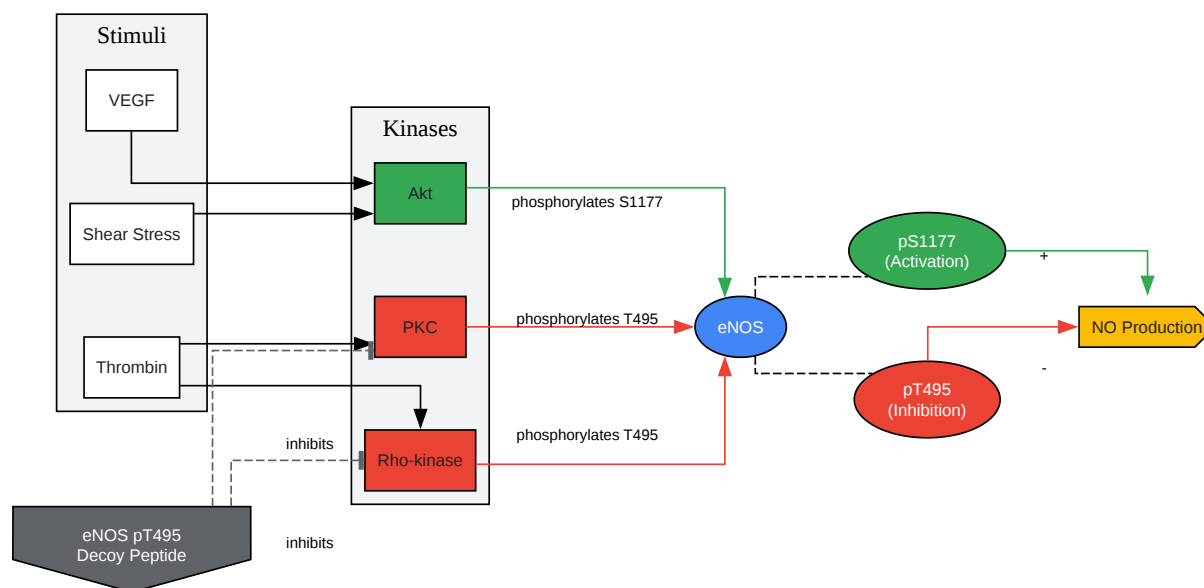 Stimuli
VEGF
Shear Stress
Thrombin
Kinases
Akt
PKC
Rho-kinase
phosphorylates S1177
phosphorylates T495
phosphorylates T495
eNOS
pS1177
(Activation)
pT495
(Inhibition)
+
-
NO Production
inhibits
inhibits
eNOS pT495
Decoy Peptide